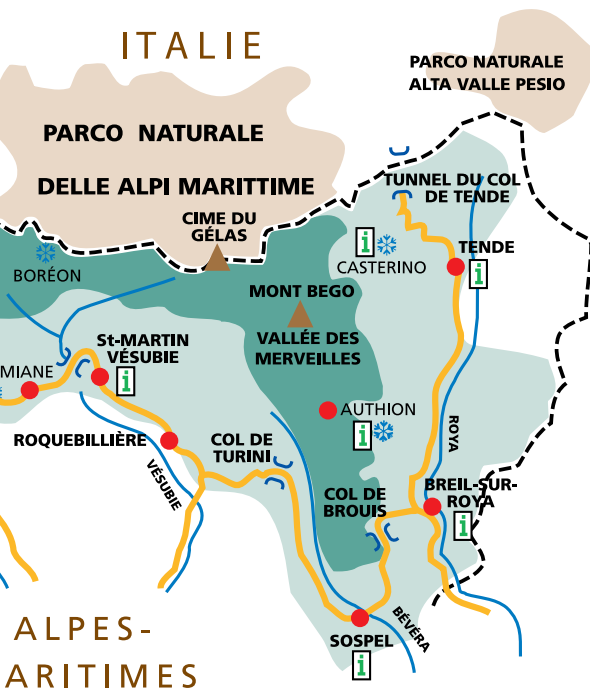 ITALIE
PARCO NATURALE
ALTA VALLE PESIO
PARCO NATURALE
DELLE ALPI MARITTIME
TUNNEL DU COL
DE TENDE
CIME DU
GÉLAS
i
TENDE
BORÉON
CASTERINO
i
MONT BEGO
St-MARTIN
VÉSUBIE
VALLÉE DES
MERVEILLES
MIANE
i
AUTHION
ROQUEBILLIÈRE
COL DE
TURINI
i
ROYA
VÉSUBIE
COL DE
BROUIS
BREIL-SUR-
ROYA
i
ALPES-
BÉVÉRA
SOSPEL
i
ARITIMES